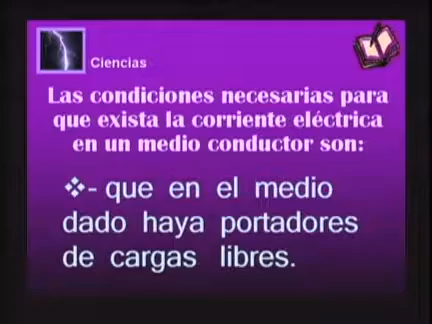 Ciencias
Las condiciones necesarias para
que exista la corriente eléctrica
en un medio conductor son:
❖- que en el medio
dado haya portadores
de cargas libres.